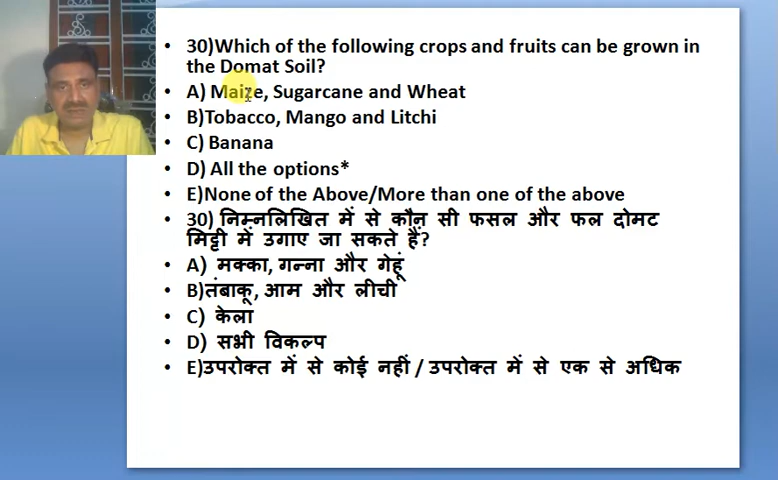 30)Which of the following crops and fruits can be grown in
the Domat Soil?
A) Maize, Sugarcane and Wheat
B)Tobacco, Mango and Litchi
C) Banana
D) All the options*
E)None of the Above/More than one of the above
30) निम्नलिखित में से कौन सी फसल और फल दोमट
मिट्टी में उगाए जा सकते हैं?
A) मक्का, गन्ना और गेहूं
B)तंबाकू, आम और लीची
C) केला
D) सभी विकल्प
E)उपरोक्त में से कोई नहीं / उपरोक्त में से एक से अधिक